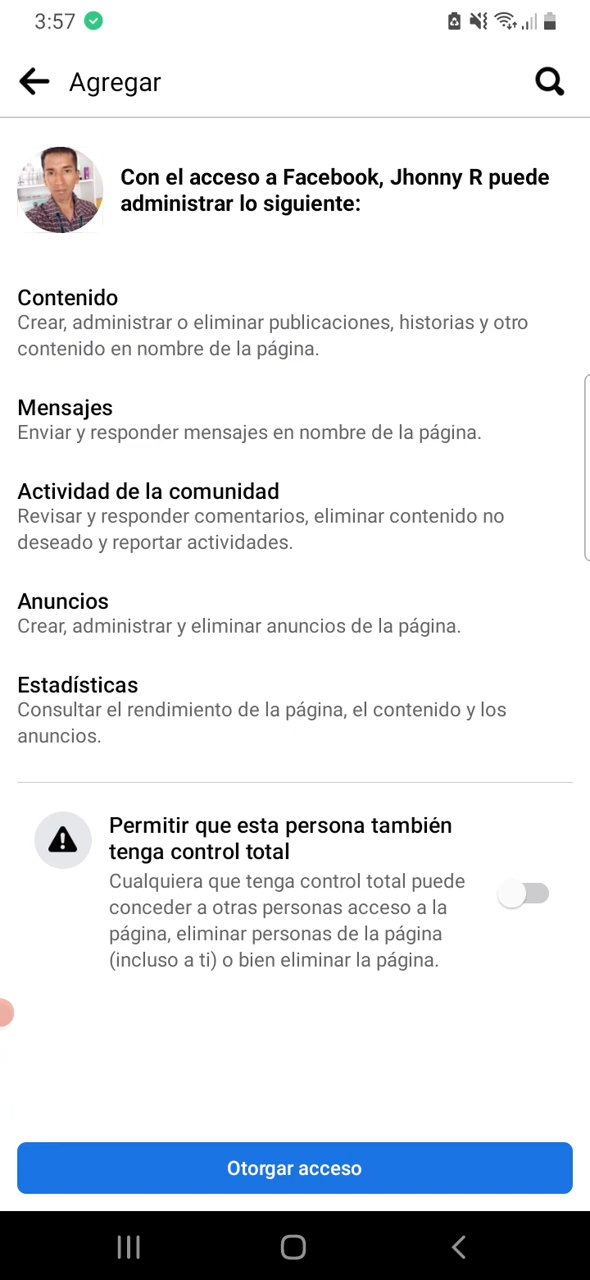 3:57
Agregar
Con el acceso a Facebook, Jhonny R puede
administrar lo siguiente:
Contenido
Crear, administrar o eliminar publicaciones, historias y otro
contenido en nombre de la página.
Mensajes
Enviar y responder mensajes en nombre de la página.
Actividad de la comunidad
Revisar y responder comentarios, eliminar contenido no
deseado y reportar actividades.
Anuncios
Crear, administrar y eliminar anuncios de la página.
Estadísticas
Consultar el rendimiento de la página, el contenido y los
anuncios.
Permitir que esta persona también
tenga control total
Cualquiera que tenga control total puede
conceder a otras personas acceso a la
página, eliminar personas de la página
(incluso a ti) o bien eliminar la página.
Otorgar acceso